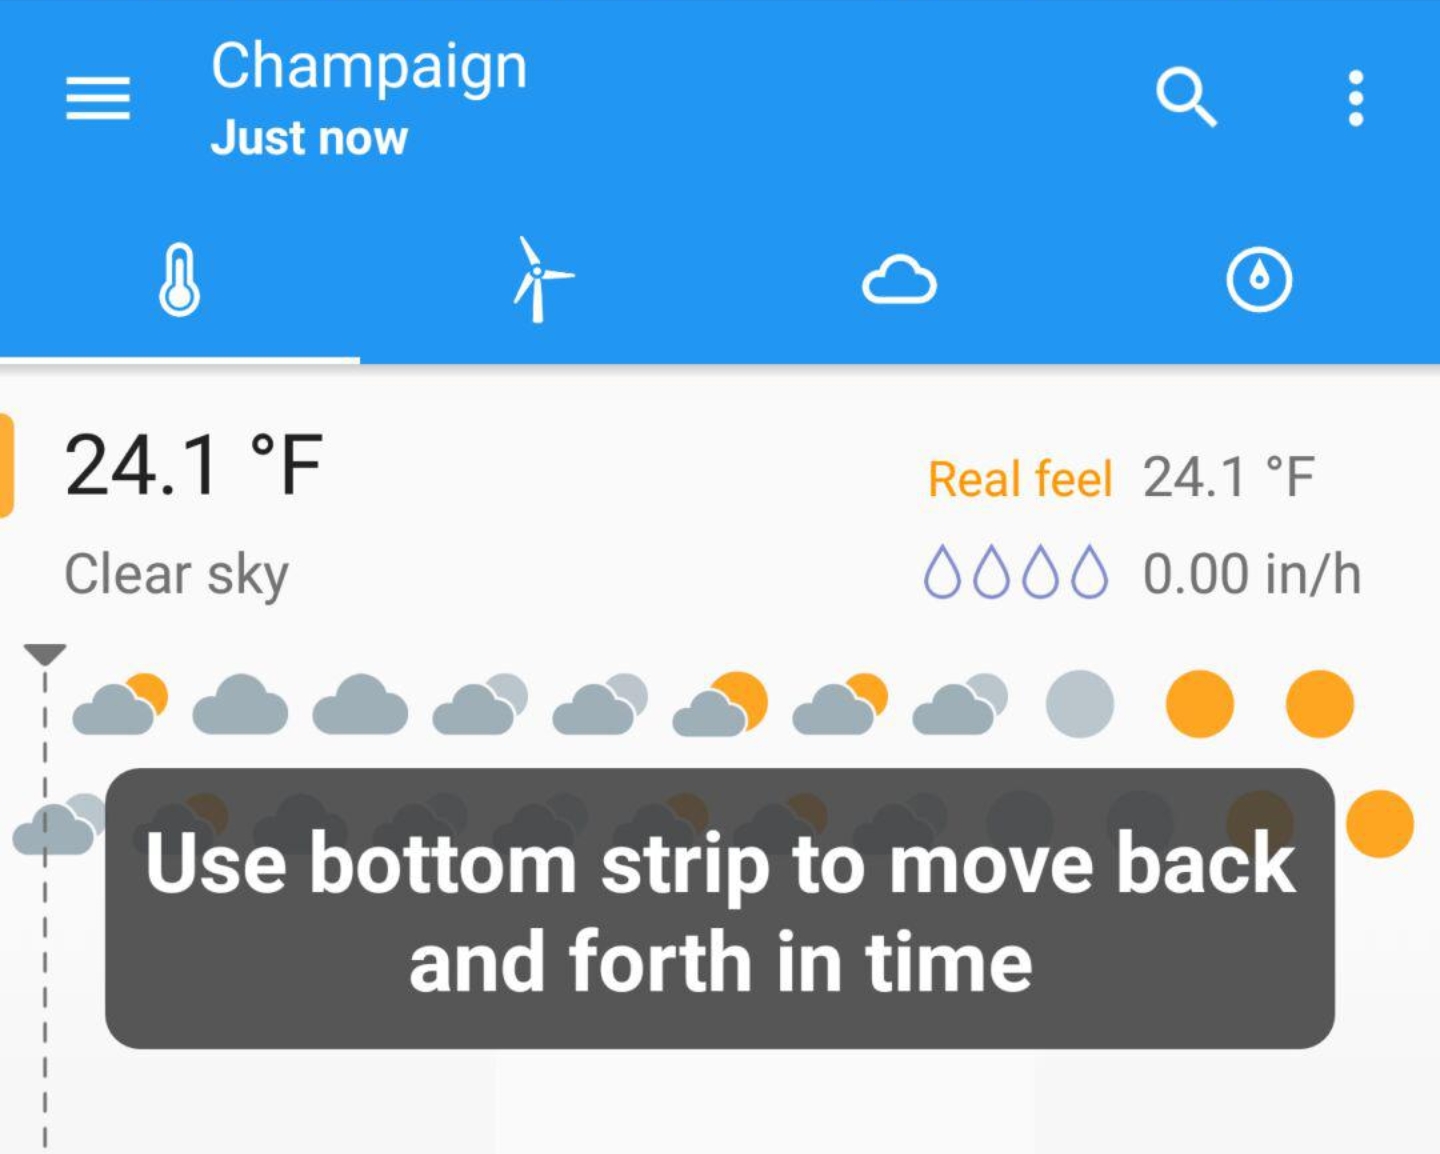 Champaign
Just now
24.1 °F
Real feel 24.1 °F
Clear sky
0.00 in/h
Use bottom strip to move back
and forth in time